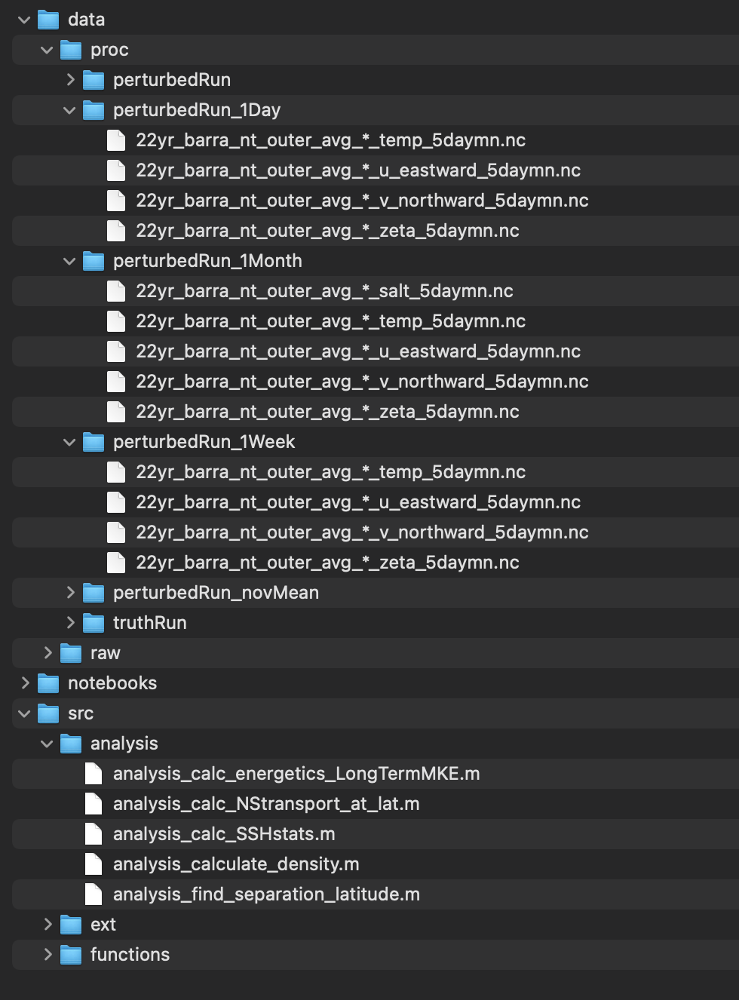 data
proc
perturbedRun
perturbedRun_1Day
22yr_barra_nt_outer_avg_*_temp_5daymn.nc
22yr_barra_nt_outer_avg_*_u_eastward_5daymn.nc
22yr_barra_nt_outer_avg_*_v_northward_5daymn.nc
22yr_barra_nt_outer_avg_*_zeta_5daymn.nc
perturbedRun_1Month
22yr_barra_nt_outer_avg_*_salt_5daymn.nc
22yr_barra_nt_outer_avg_*_temp_5daymn.nc
22yr_barra_nt_outer_avg_*_u_eastward_5daymn.nc
22yr_barra_nt_outer_avg_*_v_northward_5daymn.nc
22yr_barra_nt_outer_avg_*_zeta_5daymn.nc
perturbedRun_1Week
22yr_barra_nt_outer_avg_*_temp_5daymn.nc
22yr_barra_nt_outer_avg_*_u_eastward_5daymn.nc
22yr_barra_nt_outer_avg_*_v_northward_5daymn.nc
22yr_barra_nt_outer_avg_*_zeta_5daymn.nc
perturbedRun_novMean
truthRun
raw
notebooks
src
analysis
analysis_calc_energetics_LongTermMKE.m
analysis_calc_NStransport_at_lat.m
analysis_calc_SSHstats.m
analysis_calculate_density.m
analysis_find_separation_latitude.m
ext
functions